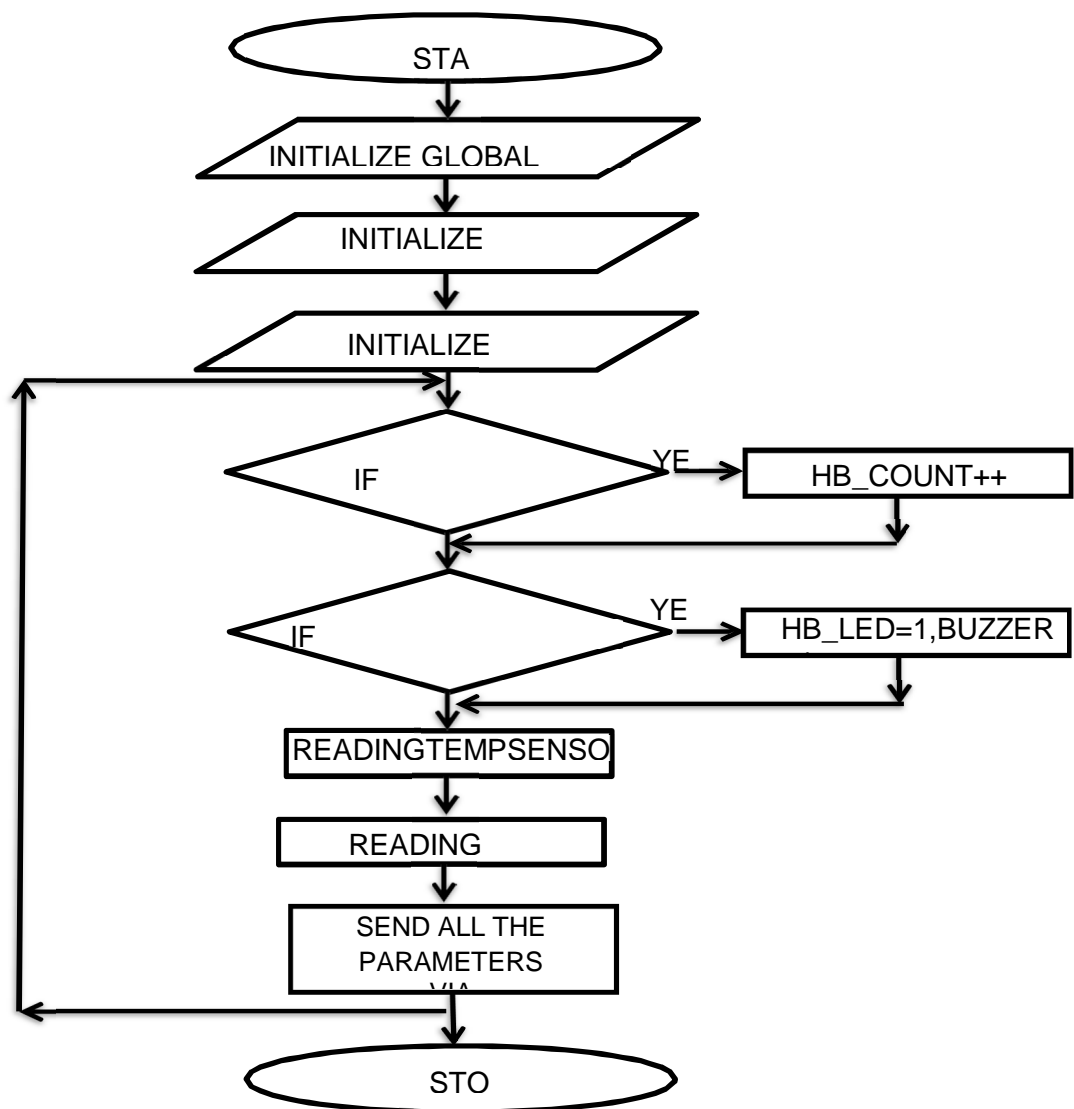 STA
INITIALIZE GLOBAL
INITIALIZE
INITIALIZE
IF
YE
HB_COUNT++
IF
YE
HB_LED=1,BUZZER
READINGTEMPSENSO
READING
SEND ALL THE
PARAMETERS
VIA
STO